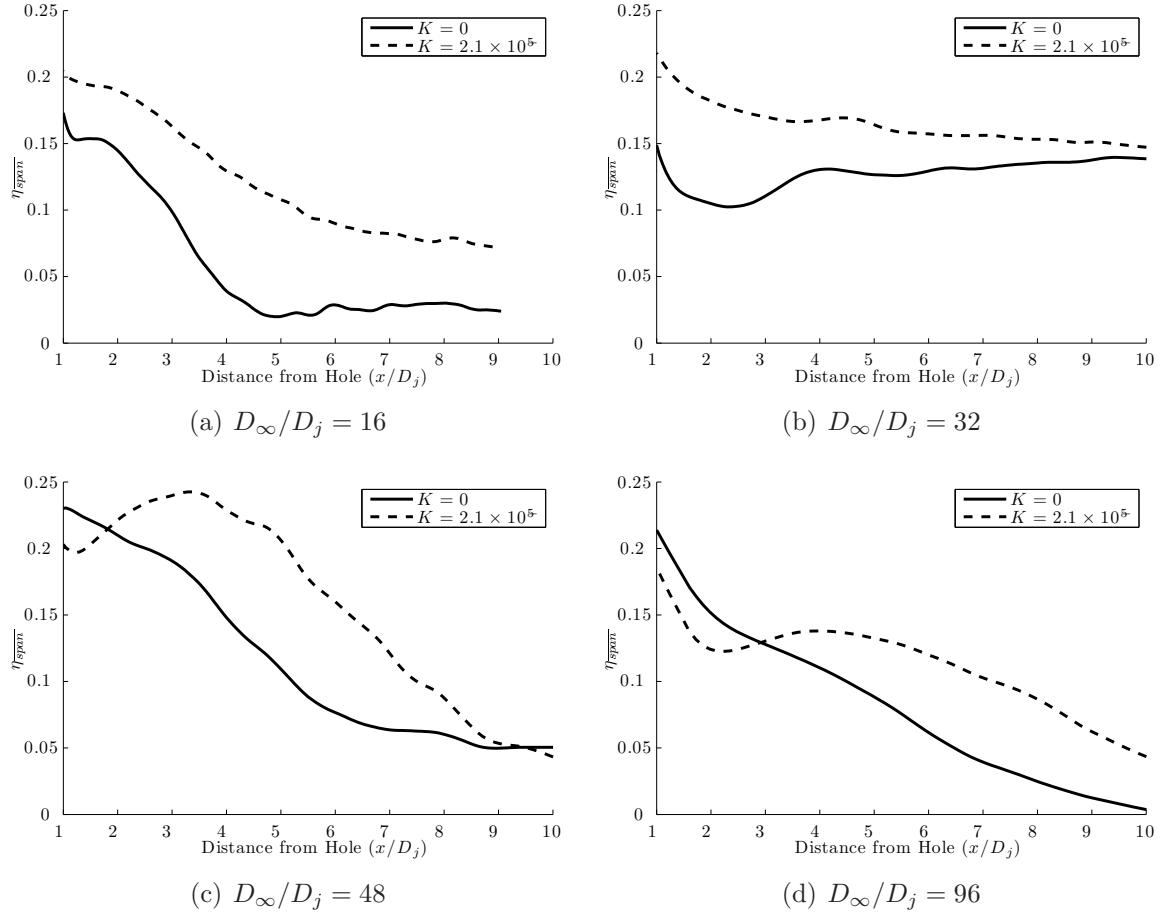 0.25
0.2
0.15
0.1
0.05
0
η_span
K = 0
K = 2.1 × 10⁵⁻
1 2 3 4 5 6 7 8 9 10
Distance from Hole (x/D_j)
(a) D_∞/D_j = 16
0.25
0.2
0.15
0.1
0.05
0
η_span
K = 0
K = 2.1 × 10⁵⁻
1 2 3 4 5 6 7 8 9 10
Distance from Hole (x/D_j)
(b) D_∞/D_j = 32
0.25
0.2
0.15
0.1
0.05
0
η_span
K = 0
K = 2.1 × 10⁵⁻
1 2 3 4 5 6 7 8 9 10
Distance from Hole (x/D_j)
(c) D_∞/D_j = 48
0.25
0.2
0.15
0.1
0.05
0
η_span
K = 0
K = 2.1 × 10⁵⁻
1 2 3 4 5 6 7 8 9 10
Distance from Hole (x/D_j)
(d) D_∞/D_j = 96